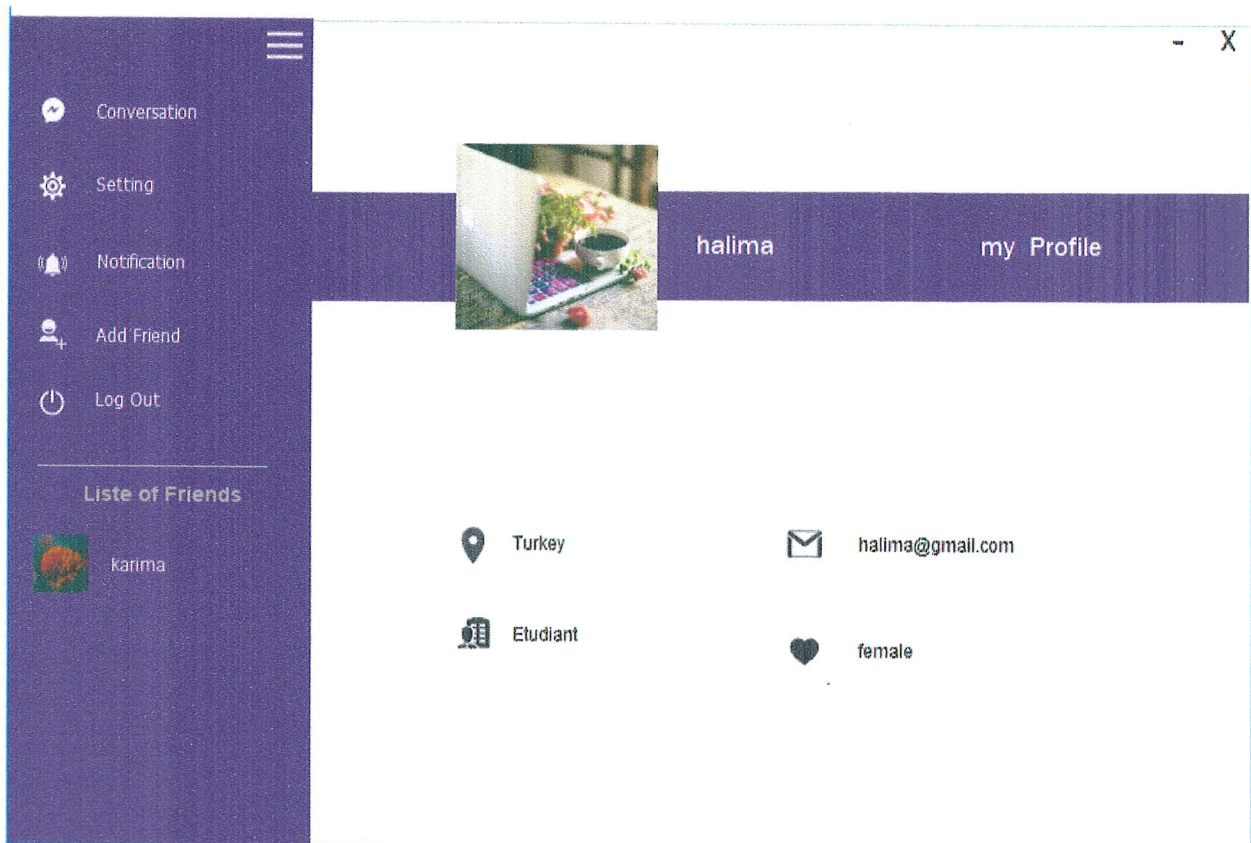 - X
Conversation
Setting
Notification
Add Friend
Log Out
Liste of Friends
karima
halima
my Profile
Turkey
halima@gmail.com
Etudiant
female